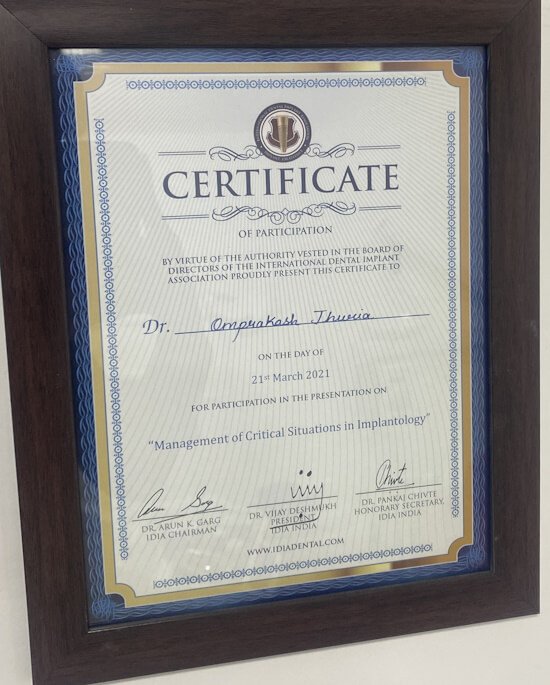 CERTIFICATE
OF PARTICIPATION
BY VIRTUE OF THE AUTHORITY VESTED IN THE BOARD OF
DIRECTORS OF THE INTERNATIONAL DENTAL IMPLANT
ASSOCIATION PROUDLY PRESENT THIS CERTIFICATE TO
Dr. Omprakash Thuria
ON THE DAY OF
21st March 2021
FOR PARTICIPATION IN THE PRESENTATION ON
“Management of Critical Situations in Implantology”
DR. ARUN K. GARG
IDIA CHAIRMAN
DR. VIJAY DESHMUKH
PRESIDENT,
IDIA INDIA
DR. PANKAJ CHIVTE
HONORARY SECRETARY,
IDIA INDIA
WWW.IDIADENTAL.COM